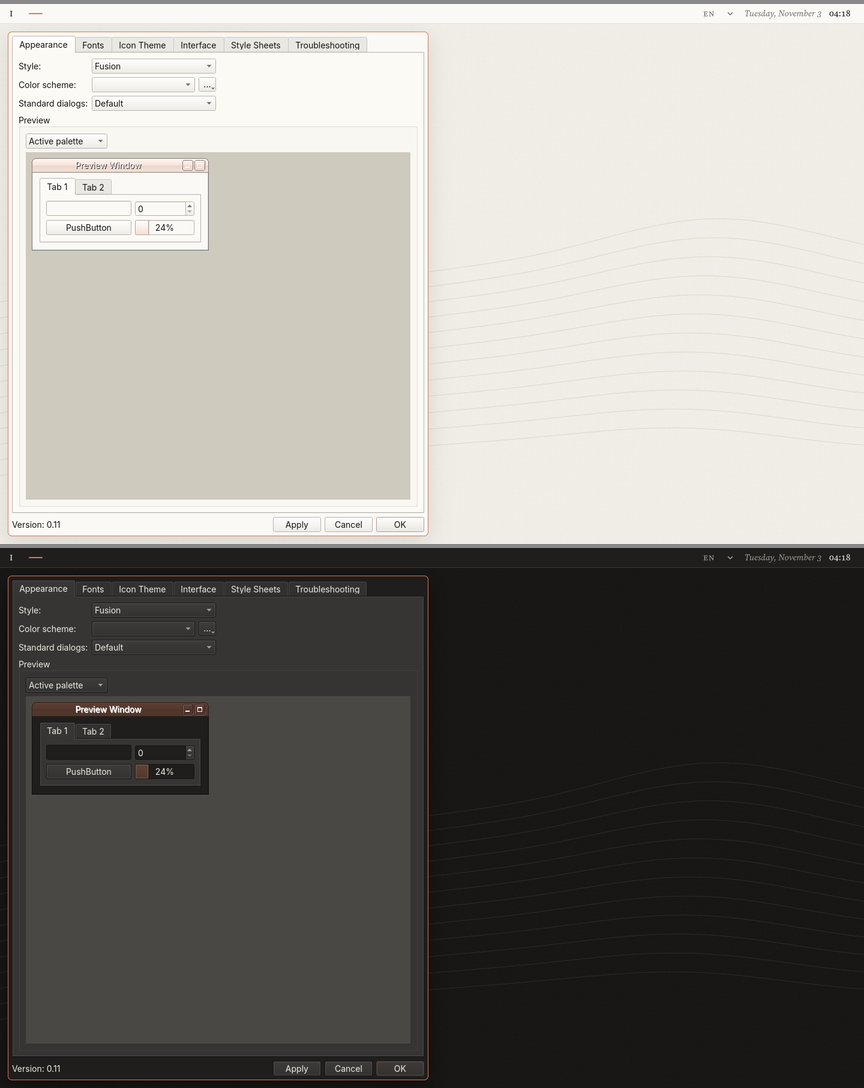 I EN Tuesday, November 3 04:18
Appearance Fonts Icon Theme Interface Style Sheets Troubleshooting
Style: Fusion
Color scheme: ...
Standard dialogs: Default
Preview
Active palette
Preview Window
Tab 1 Tab 2
0
PushButton 24%
Version: 0.11 Apply Cancel OK
I EN Tuesday, November 3 04:18
Appearance Fonts Icon Theme Interface Style Sheets Troubleshooting
Style: Fusion
Color scheme: ...
Standard dialogs: Default
Preview
Active palette
Preview Window
Tab 1 Tab 2
0
PushButton 24%
Version: 0.11 Apply Cancel OK